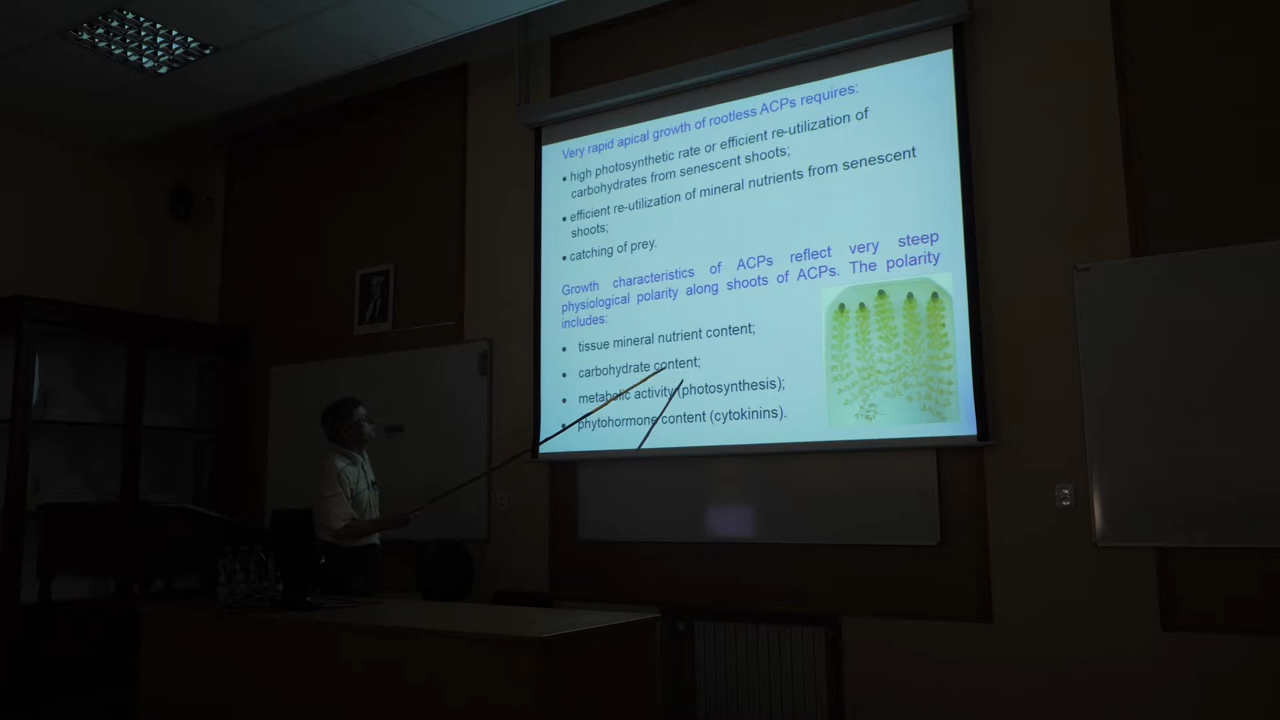 Very rapid apical growth of rootless ACPs requires:
• high photosynthetic rate or efficient re-utilization of
carbohydrates from senescent shoots;
• efficient re-utilization of mineral nutrients from senescent
shoots;
• catching of prey.
Growth characteristics of ACPs reflect very steep
physiological polarity along shoots of ACPs. The polarity
includes:
• tissue mineral nutrient content;
• carbohydrate content;
• metabolic activity (photosynthesis);
• phytohormone content (cytokinins).